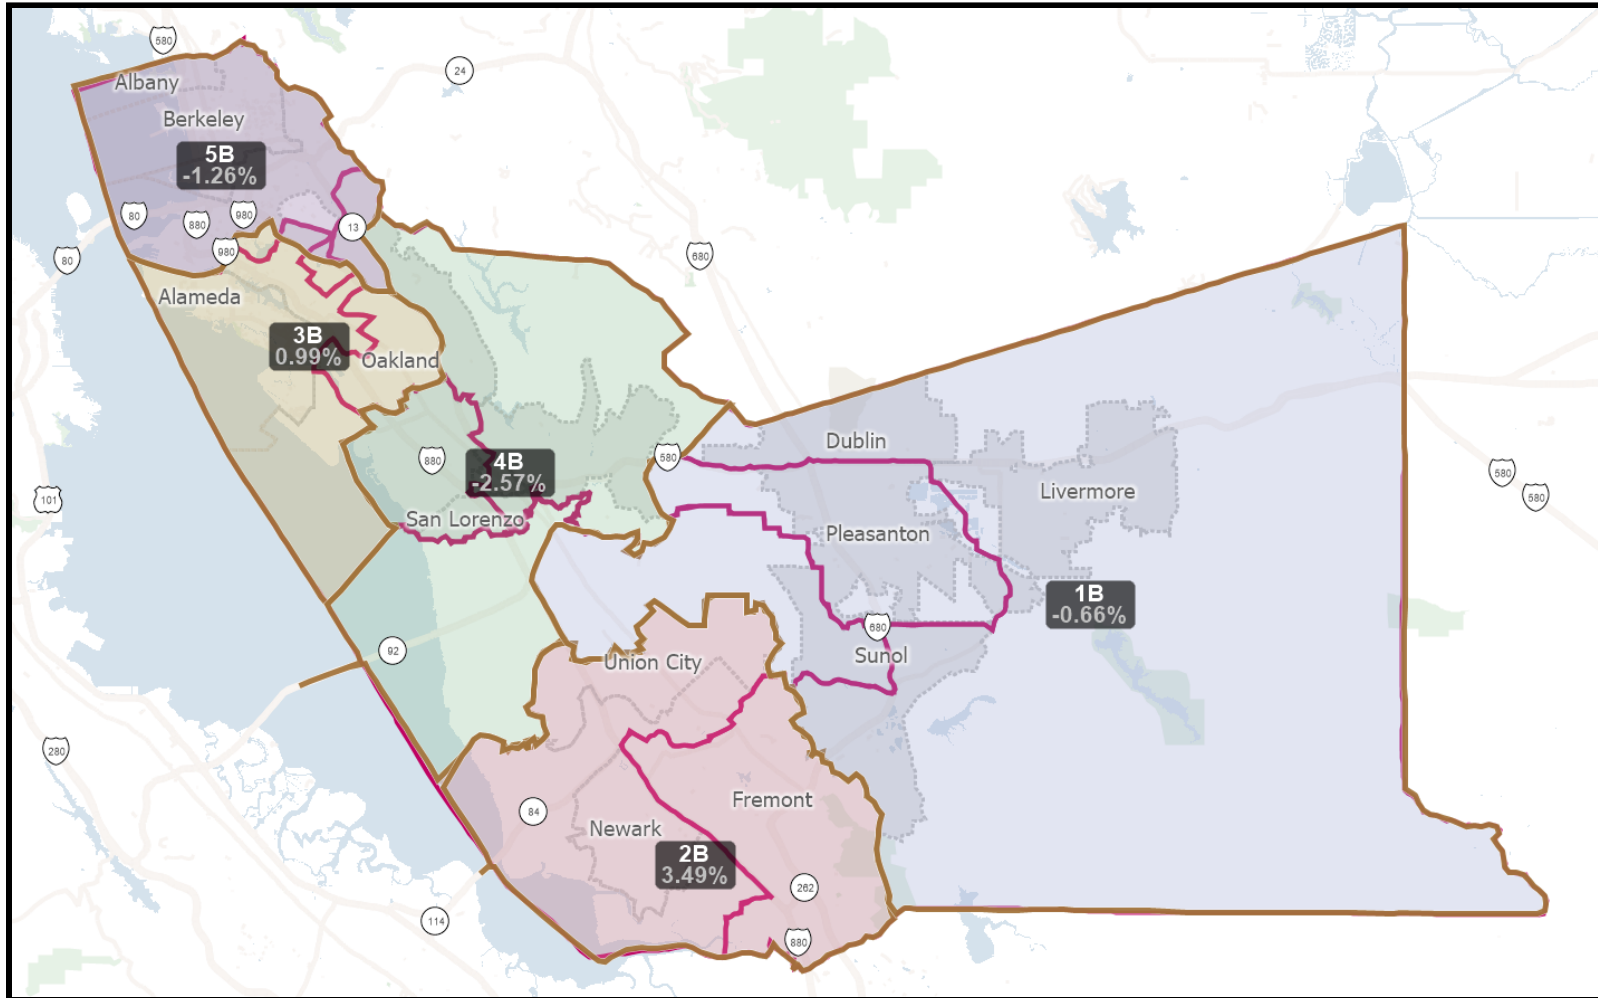 580
24
Albany
Berkeley
5B
-1.26%
80
880
980
13
980
80
680
Alameda
3B
0.99%
Oakland
Dublin
880
580
4B
-2.57%
580
580
101
Livermore
San Lorenzo
Pleasanton
1B
-0.66%
680
92
Union City
Sunol
280
84
Fremont
Newark
2B
3.49%
262
114
880